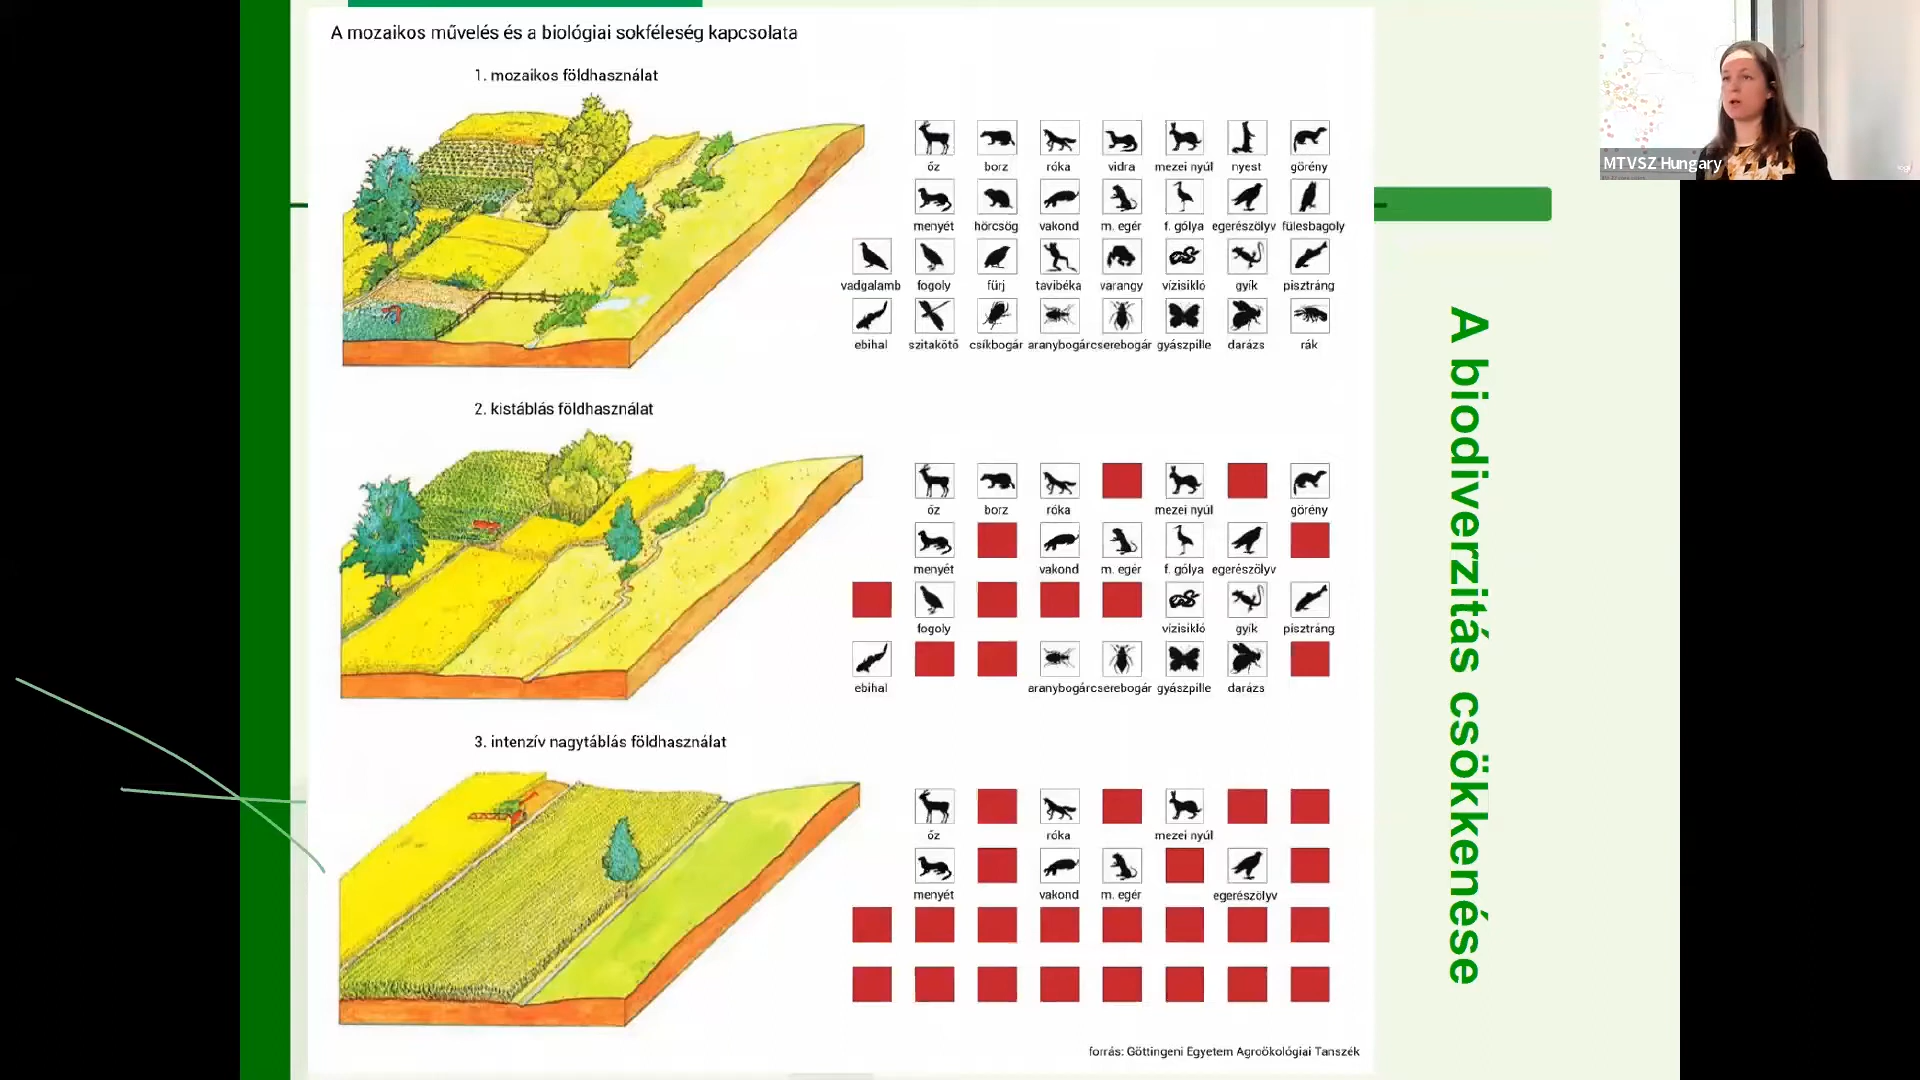 A mozaikos művelés és a biológiai sokféleség kapcsolata
1. mozaikos földhasználat
őz borz róka vidra mezei nyúl nyest görény
menyét hörcsög vakond m. egér f. gólya egerészölyv fülesbagoly
vadgalamb fogoly fürj tavibéka varangy vízisikló gyík pisztráng
ebihal szitakötő csíkbogár aranybogár cserebogár gyászpille darázs rák
2. kistáblás földhasználat
őz borz róka mezei nyúl görény
menyét vakond m. egér f. gólya egerészölyv
fogoly vízisikló gyík pisztráng
ebihal aranybogár cserebogár gyászpille darázs
3. intenzív nagytáblás földhasználat
őz róka mezei nyúl
menyét vakond m. egér egerészölyv
forrás: Göttingeni Egyetem Agroökológiai Tanszék
A biodiverzitás csökkenése
MTVSZ Hungary